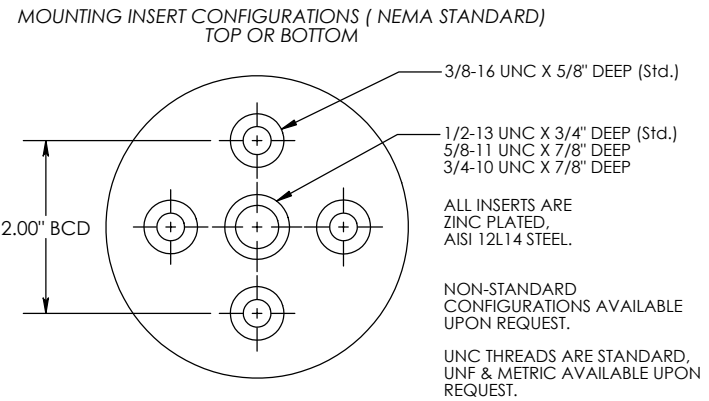 MOUNTING INSERT CONFIGURATIONS ( NEMA STANDARD)
TOP OR BOTTOM
3/8-16 UNC X 5/8" DEEP (Std.)
1/2-13 UNC X 3/4" DEEP (Std.)
5/8-11 UNC X 7/8" DEEP
3/4-10 UNC X 7/8" DEEP
2.00" BCD
ALL INSERTS ARE
ZINC PLATED,
AISI 12L14 STEEL.
NON-STANDARD
CONFIGURATIONS AVAILABLE
UPON REQUEST.
UNC THREADS ARE STANDARD,
UNF & METRIC AVAILABLE UPON
REQUEST.